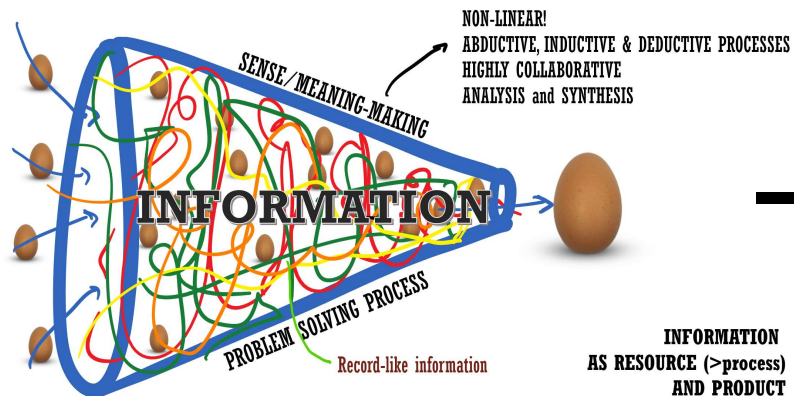 NON-LINEAR!
ABDUCTIVE, INDUCTIVE & DEDUCTIVE PROCESSES
HIGHLY COLLABORATIVE
ANALYSIS and SYNTHESIS
SENSE/MEANING-MAKING
INFORMATION
PROBLEM SOLVING PROCESS
Record-like information
INFORMATION
AS RESOURCE (>process)
AND PRODUCT